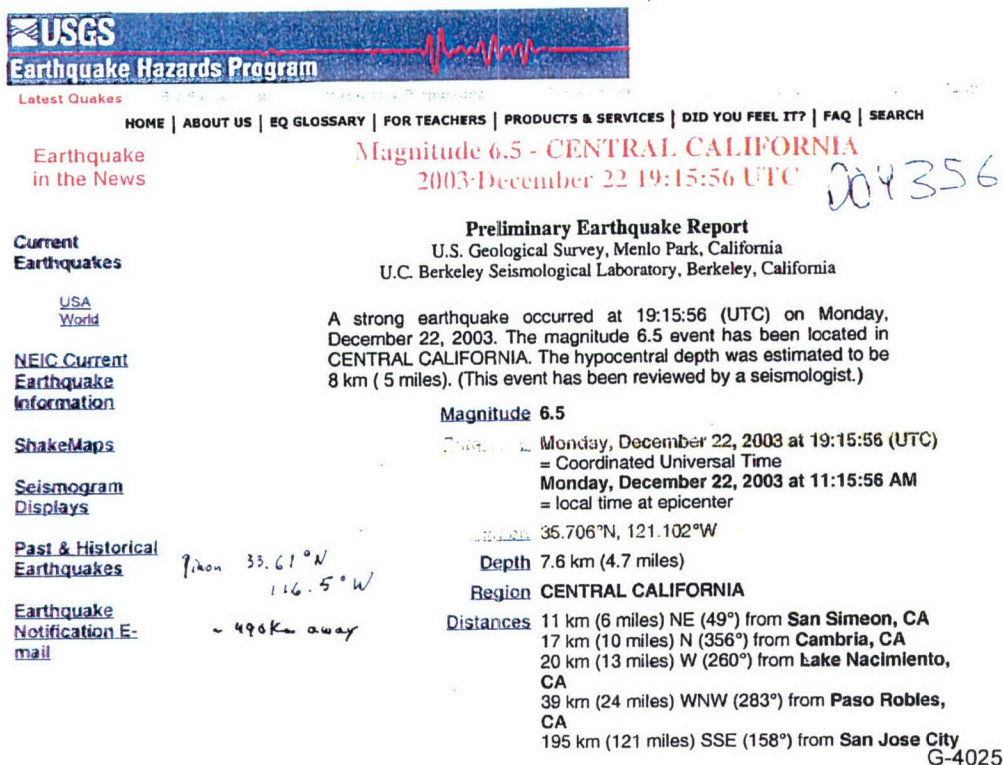 USGS
Earthquake Hazards Program
Latest Quakes
HOME | ABOUT US | EQ GLOSSARY | FOR TEACHERS | PRODUCTS & SERVICES | DID YOU FEEL IT? | FAQ | SEARCH
Earthquake
in the News
Magnitude 6.5 - CENTRAL CALIFORNIA
2003 December 22 19:15:56 UTC
004356
Preliminary Earthquake Report
U.S. Geological Survey, Menlo Park, California
U.C. Berkeley Seismological Laboratory, Berkeley, California
Current
Earthquakes
USA
World
NEIC Current
Earthquake
Information
ShakeMaps
Seismogram
Displays
Past & Historical
Earthquakes
Earthquake
Notification E-
mail
A strong earthquake occurred at 19:15:56 (UTC) on Monday,
December 22, 2003. The magnitude 6.5 event has been located in
CENTRAL CALIFORNIA. The hypocentral depth was estimated to be
8 km ( 5 miles). (This event has been reviewed by a seismologist.)
Magnitude 6.5
Monday, December 22, 2003 at 19:15:56 (UTC)
= Coordinated Universal Time
Monday, December 22, 2003 at 11:15:56 AM
= local time at epicenter
35.706°N, 121.102°W
Depth 7.6 km (4.7 miles)
Region CENTRAL CALIFORNIA
Distances 11 km (6 miles) NE (49°) from San Simeon, CA
17 km (10 miles) N (356°) from Cambria, CA
20 km (13 miles) W (260°) from Lake Nacimiento,
CA
39 km (24 miles) WNW (283°) from Paso Robles,
CA
195 km (121 miles) SSE (158°) from San Jose City
33.61°N
116.5°W
~ 490 Km away
G-4025